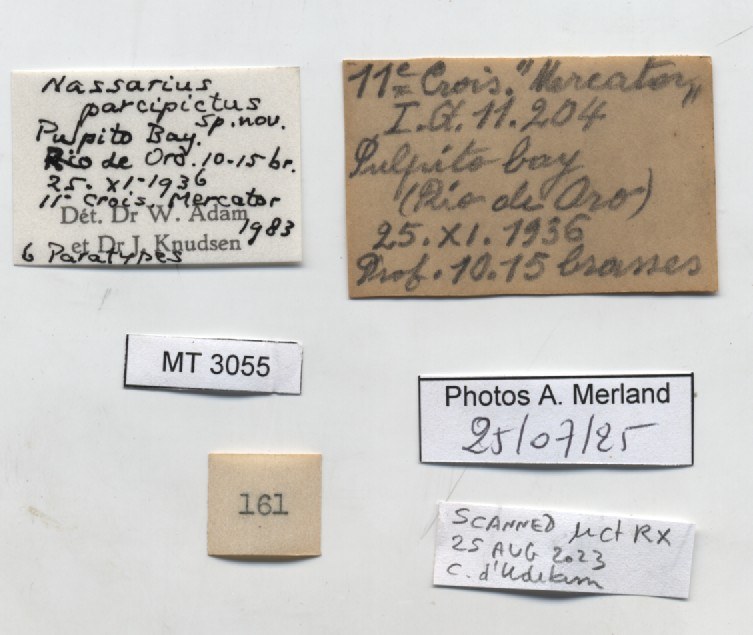 Nassarius
parcipictus
sp. nov.
Pulpito Bay.
Rio de Oro. 10-15 br.
25. XI-1936
11e crois. Mercator
Dét. Dr W. Adam
1983
et Dr J. Knudsen
6 Paratypes
11e Crois. "Mercator"
I.G. 11.204
Pulpito bay
(Rio de Oro)
25.XI.1936
Prof. 10.15 brasses
MT 3055
Photos A. Merland
25/07/25
161
SCANNED µct RX
25 AUG 2023
C. d'Udekem